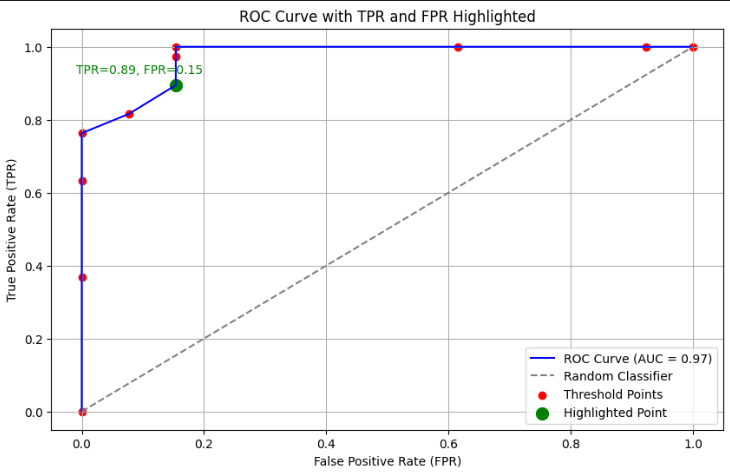 ROC Curve with TPR and FPR Highlighted
1.0
TPR=0.89, FPR=0.15
0.8
0.6
0.4
0.2
0.0
True Positive Rate (TPR)
ROC Curve (AUC = 0.97)
Random Classifier
Threshold Points
Highlighted Point
0.0 0.2 0.4 0.6 0.8 1.0
False Positive Rate (FPR)